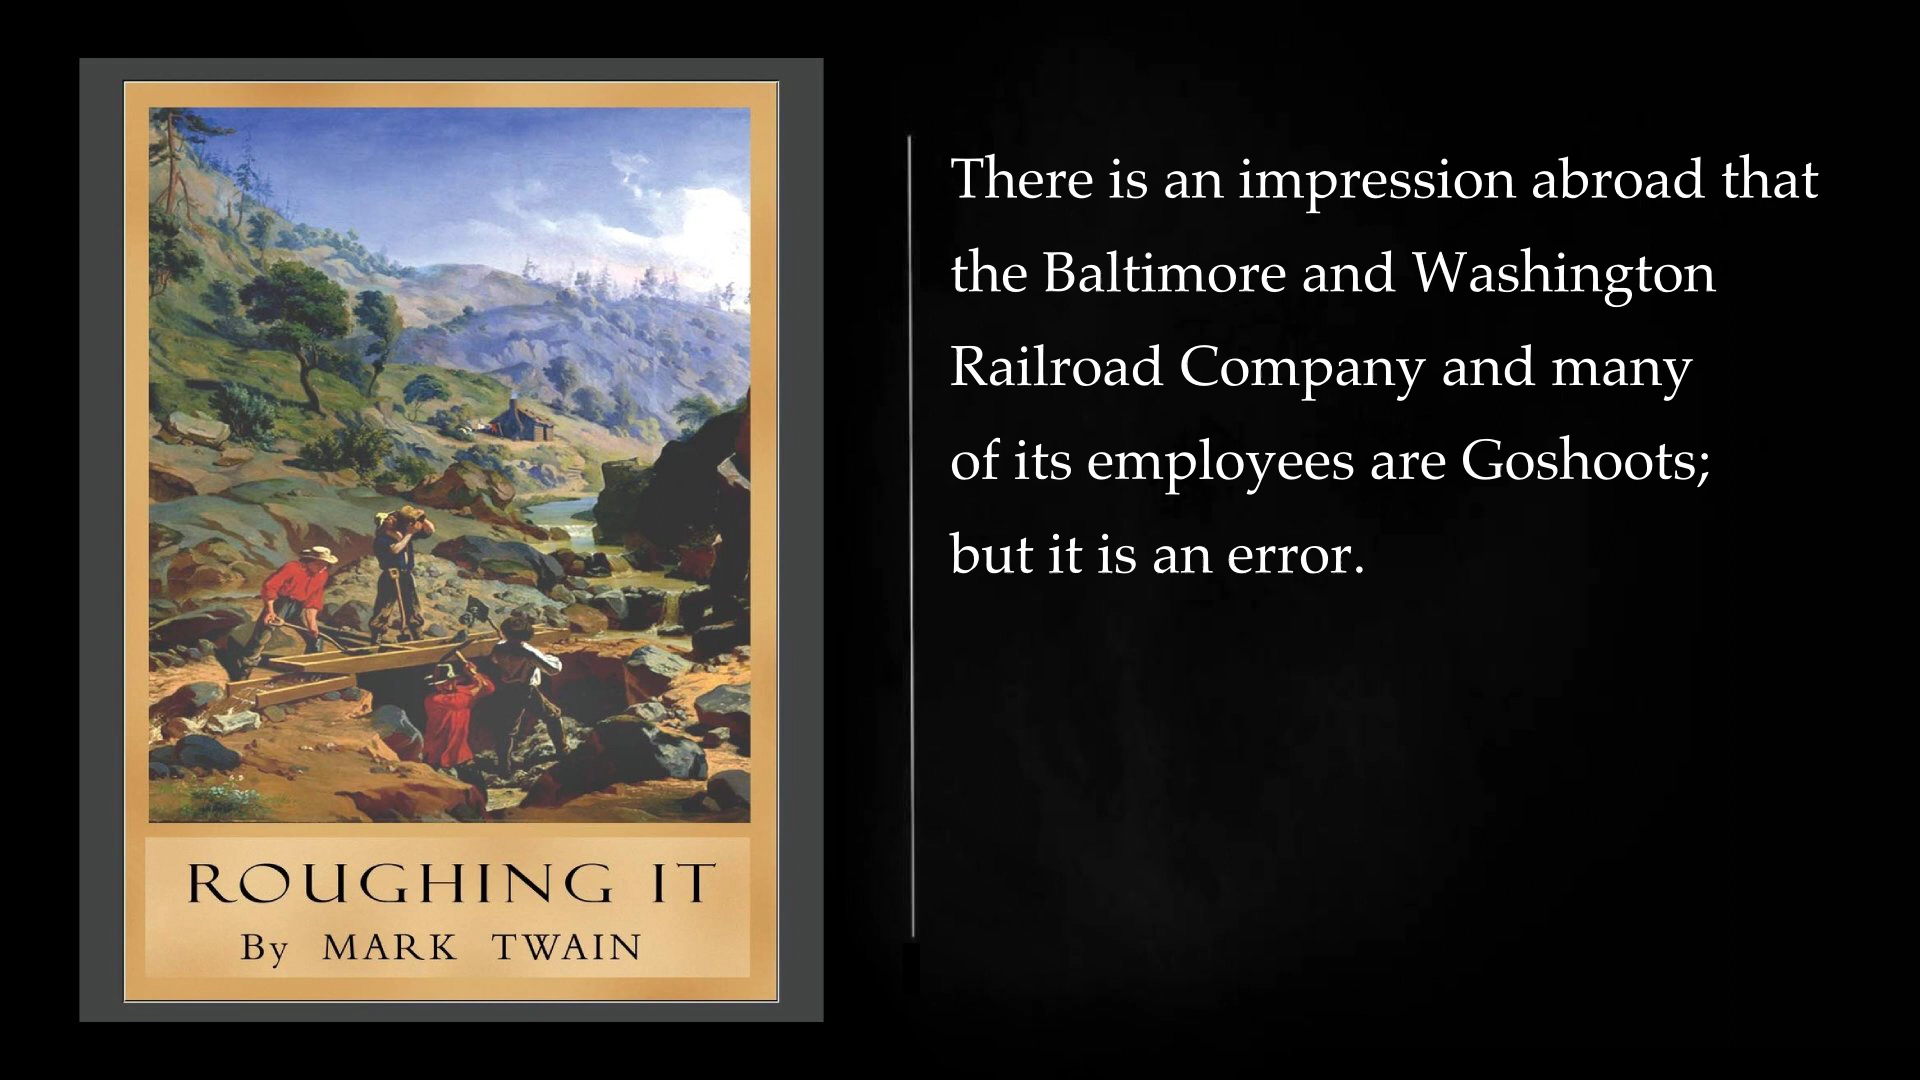 ROUGHING IT
By MARK TWAIN
There is an impression abroad that
the Baltimore and Washington
Railroad Company and many
of its employees are Goshoots;
but it is an error.